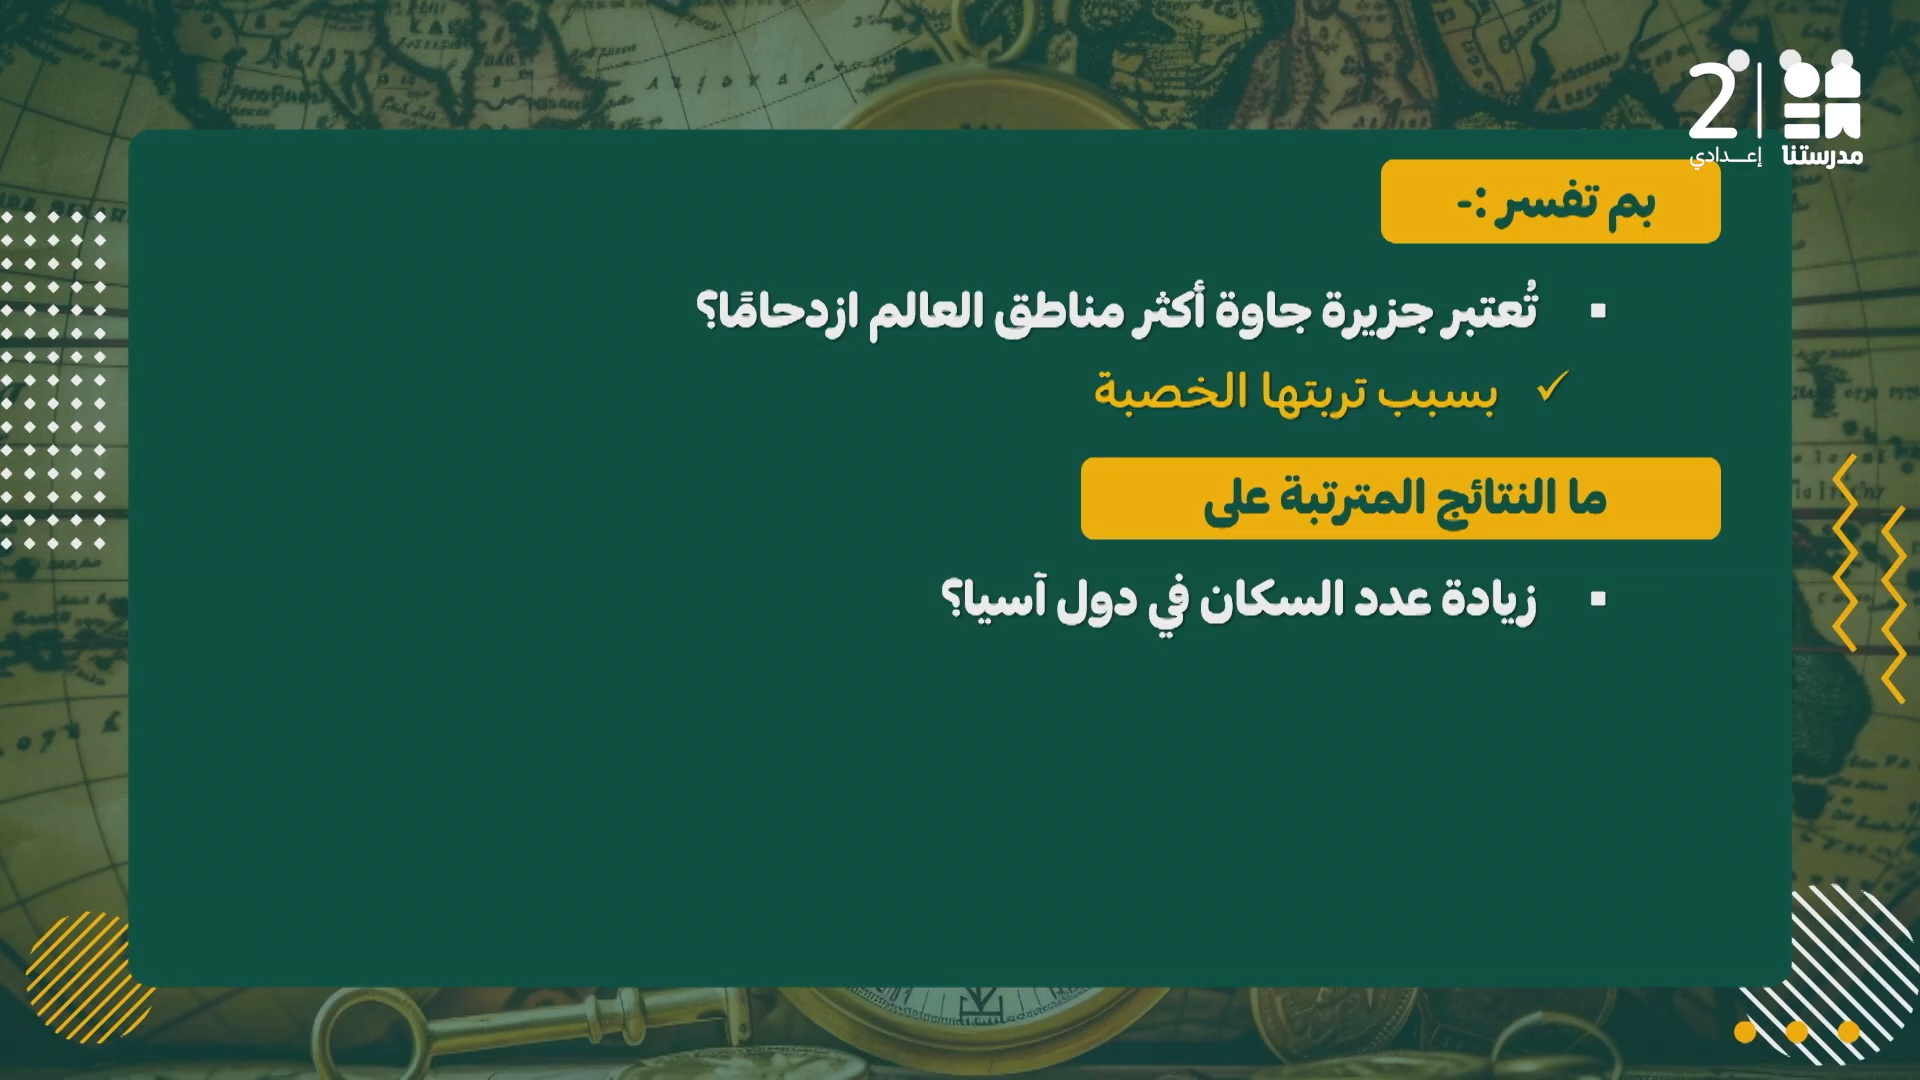 2
إعـدادي
مدرستنا
بم تفسر :-
▪ تُعتبر جزيرة جاوة أكثر مناطق العالم ازدحامًا؟
✓ بسبب تربتها الخصبة
ما النتائج المترتبة على
▪ زيادة عدد السكان في دول آسيا؟